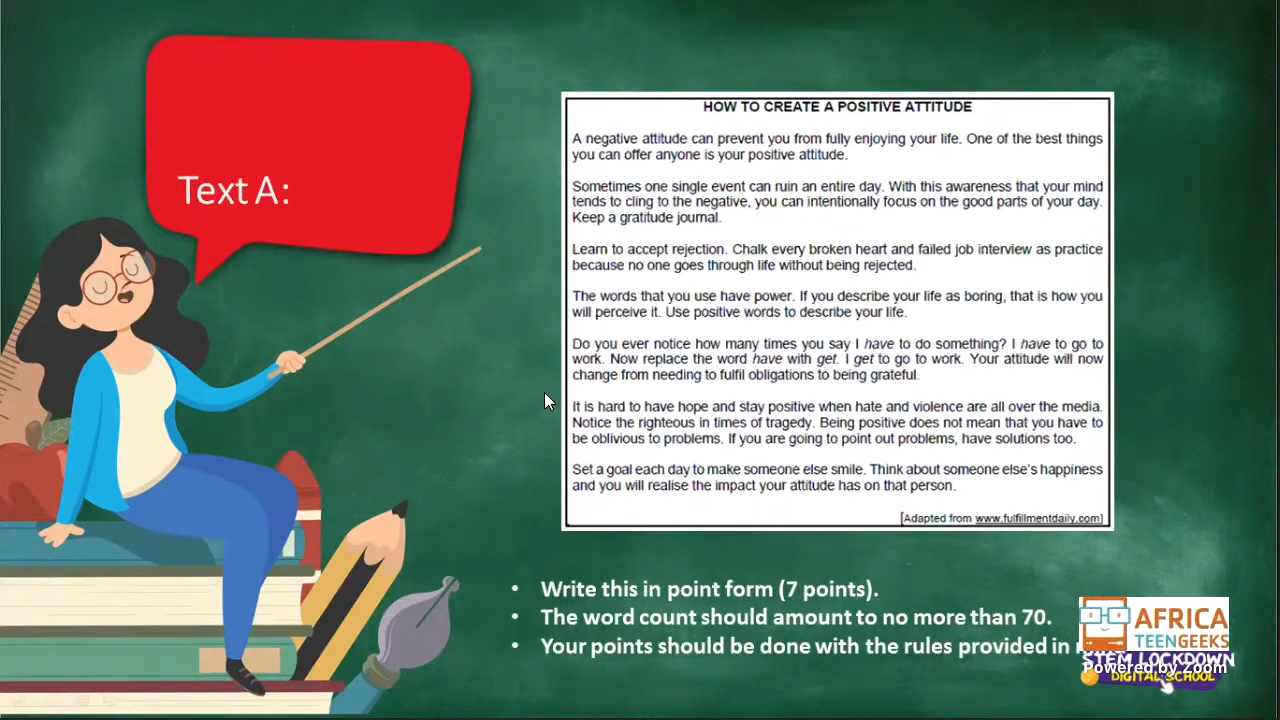 Text A:
HOW TO CREATE A POSITIVE ATTITUDE
A negative attitude can prevent you from fully enjoying your life. One of the best things
you can offer anyone is your positive attitude.
Sometimes one single event can ruin an entire day. With this awareness that your mind
tends to cling to the negative, you can intentionally focus on the good parts of your day.
Keep a gratitude journal.
Learn to accept rejection. Chalk every broken heart and failed job interview as practice
because no one goes through life without being rejected.
The words that you use have power. If you describe your life as boring, that is how you
will perceive it. Use positive words to describe your life.
Do you ever notice how many times you say I have to do something? I have to go to
work. Now replace the word have with get. I get to go to work. Your attitude will now
change from needing to fulfil obligations to being grateful.
It is hard to have hope and stay positive when hate and violence are all over the media.
Notice the righteous in times of tragedy. Being positive does not mean that you have to
be oblivious to problems. If you are going to point out problems, have solutions too.
Set a goal each day to make someone else smile. Think about someone else's happiness
and you will realise the impact your attitude has on that person.
[Adapted from www.fulfillmentdaily.com]
• Write this in point form (7 points).
• The word count should amount to no more than 70.
• Your points should be done with the rules provided in
AFRICA
TEENGEEKS
STEM LOCKDOWN
Powered by Zoom
DIGITAL SCHOOL